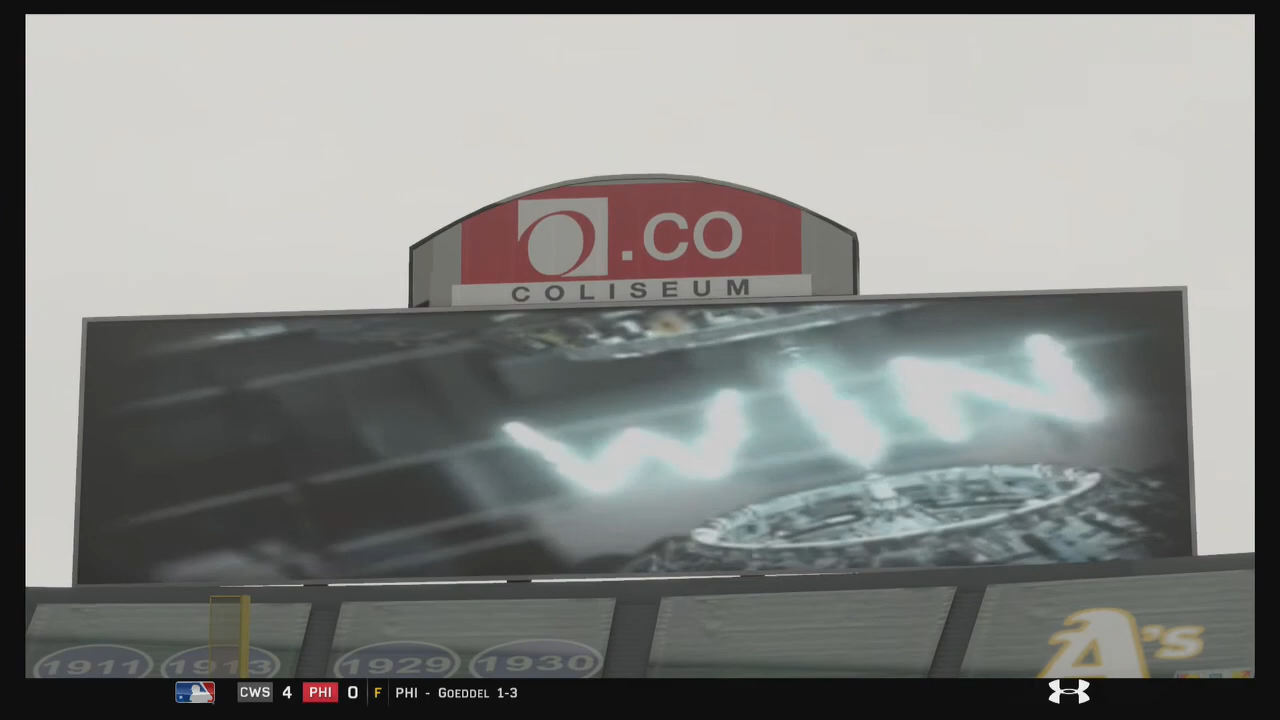 .CO
COLISEUM
WIN
1911 1913 1929 1930 A's
CWS 4 PHI 0 F PHI - GOEDDEL 1-3